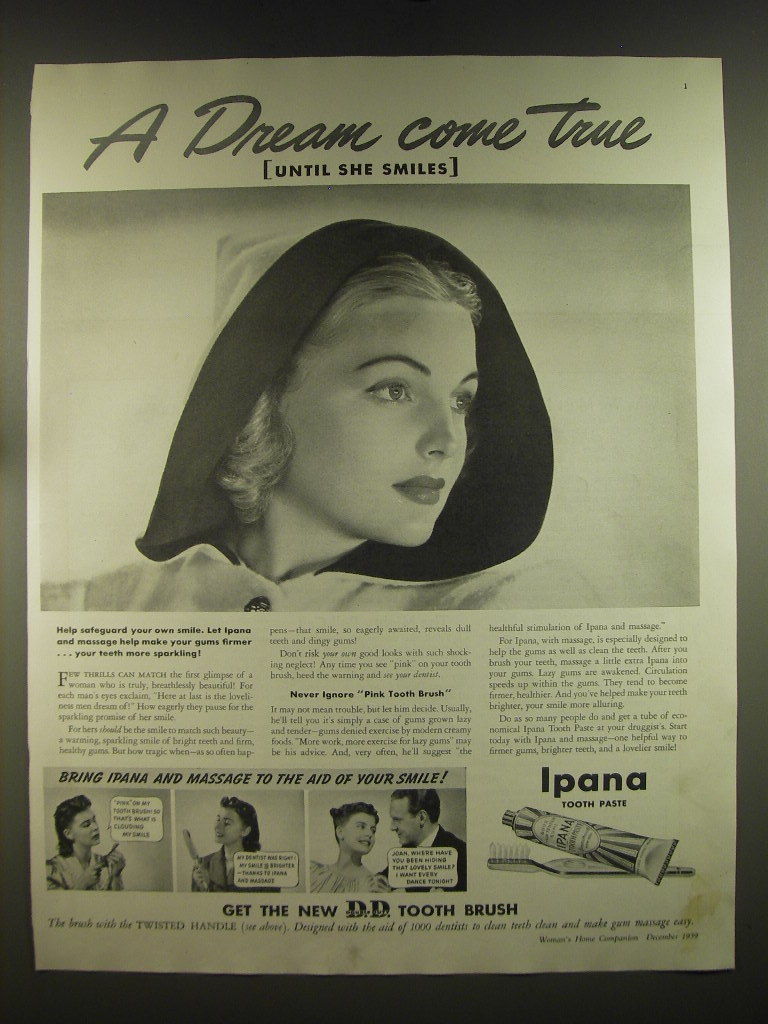 1
A Dream come True
[UNTIL SHE SMILES]
Help safeguard your own smile. Let Ipana
and massage help make your gums firmer
... your teeth more sparkling!
FEW THRILLS CAN MATCH the first glimpse of a
woman who is truly, breathlessly beautiful! For
each man's eyes exclaim, "Here at last is the loveli-
ness men dream of!" How eagerly they pause for the
sparkling promise of her smile.
For hers should be the smile to match such beauty—
a warming, sparkling smile of bright teeth and firm,
healthy gums. But how tragic when—as so often hap-
pens—that smile, so eagerly awaited, reveals dull
teeth and dingy gums!
Don't risk your own good looks with such shock-
ing neglect! Any time you see "pink" on your tooth
brush, heed the warning and see your dentist.
Never Ignore "Pink Tooth Brush"
It may not mean trouble, but let him decide. Usually,
he'll tell you it's simply a case of gums grown lazy
and tender—gums denied exercise by modern creamy
foods. "More work, more exercise for lazy gums" may
be his advice. And, very often, he'll suggest "the
healthful stimulation of Ipana and massage."
For Ipana, with massage, is especially designed to
help the gums as well as clean the teeth. After you
brush your teeth, massage a little extra Ipana into
your gums. Lazy gums are awakened. Circulation
speeds up within the gums. They tend to become
firmer, healthier. And you've helped make your teeth
brighter, your smile more alluring.
Do as so many people do and get a tube of eco-
nomical Ipana Tooth Paste at your druggist's. Start
today with Ipana and massage—one helpful way to
firmer gums, brighter teeth, and a lovelier smile!
BRING IPANA AND MASSAGE TO THE AID OF YOUR SMILE!
"PINK" ON MY
TOOTH BRUSH! SO
THAT'S WHAT IS
CLOUDING
MY SMILE
MY DENTIST WAS RIGHT!
MY SMILE IS BRIGHTER
—THANKS TO IPANA
AND MASSAGE
JOAN, WHERE HAVE
YOU BEEN HIDING
THAT LOVELY SMILE?
I WANT EVERY
DANCE TONIGHT
Ipana
TOOTH PASTE
IPANA
GET THE NEW D.D. TOOTH BRUSH
The brush with the TWISTED HANDLE (see above). Designed with the aid of 1000 dentists to clean teeth clean and make gum massage easy.
Woman's Home Companion December 1939